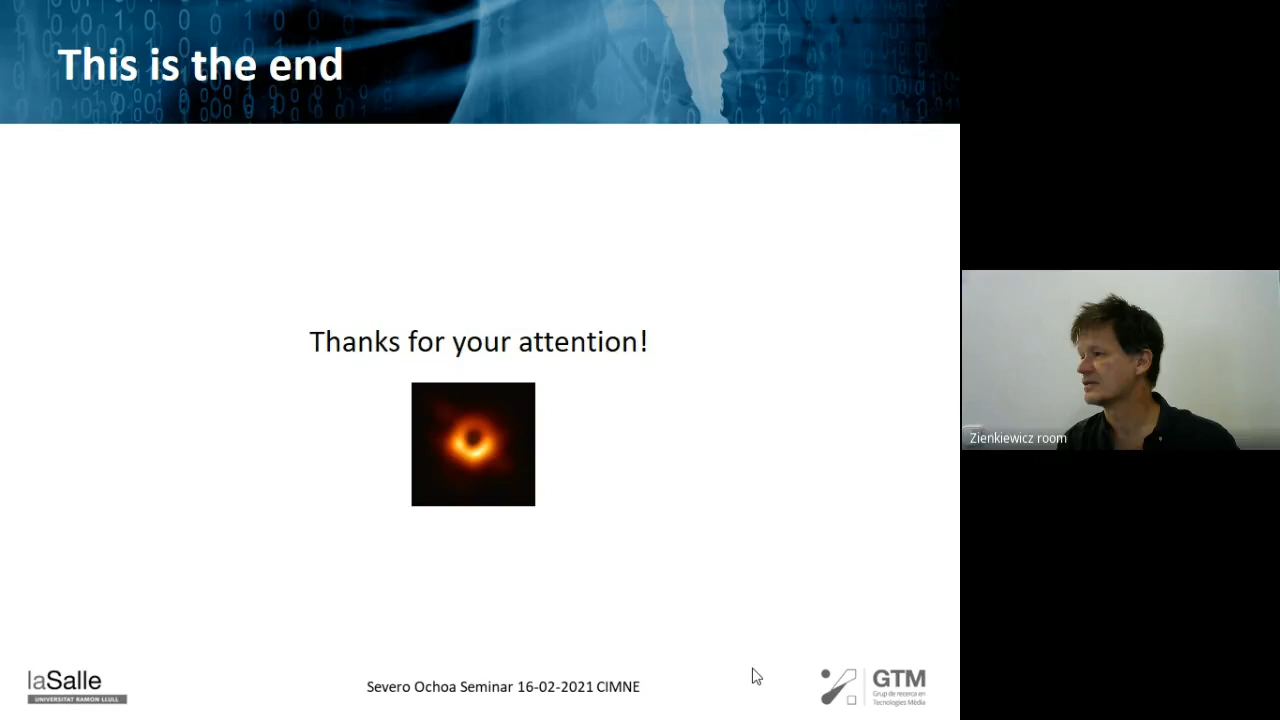 This is the end
Thanks for your attention!
Zienkiewicz room
laSalle
UNIVERSITAT RAMON LLULL
Severo Ochoa Seminar 16-02-2021 CIMNE
GTM
Grup de recerca en
Tecnologies Mèdia